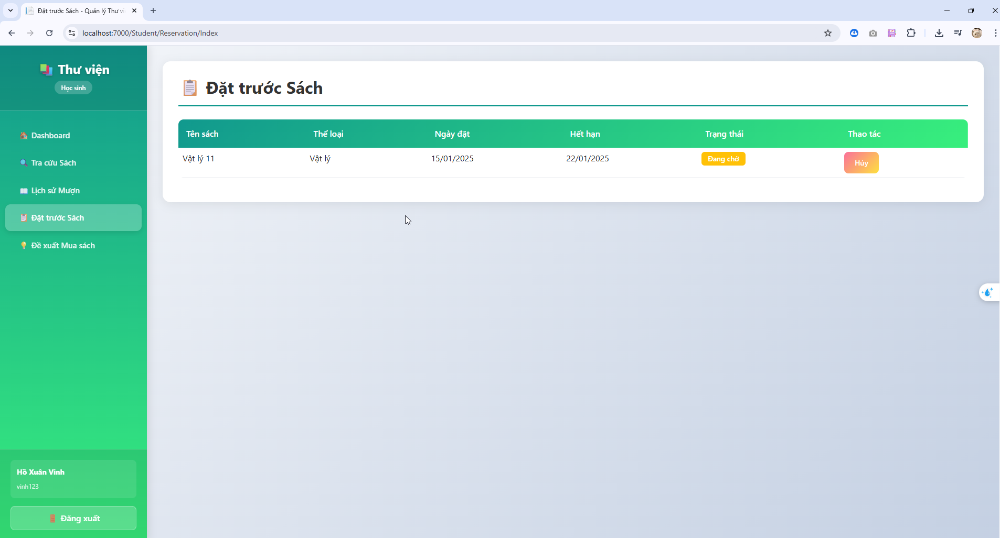 Đặt trước Sách - Quản lý Thư vi
localhost:7000/Student/Reservation/Index
Thư viện
Học sinh
Dashboard
Tra cứu Sách
Lịch sử Mượn
Đặt trước Sách
Đề xuất Mua sách
Hồ Xuân Vinh
vinh123
Đăng xuất
Đặt trước Sách
Tên sách Thể loại Ngày đặt Hết hạn Trạng thái Thao tác
Vật lý 11 Vật lý 15/01/2025 22/01/2025 Đang chờ Hủy